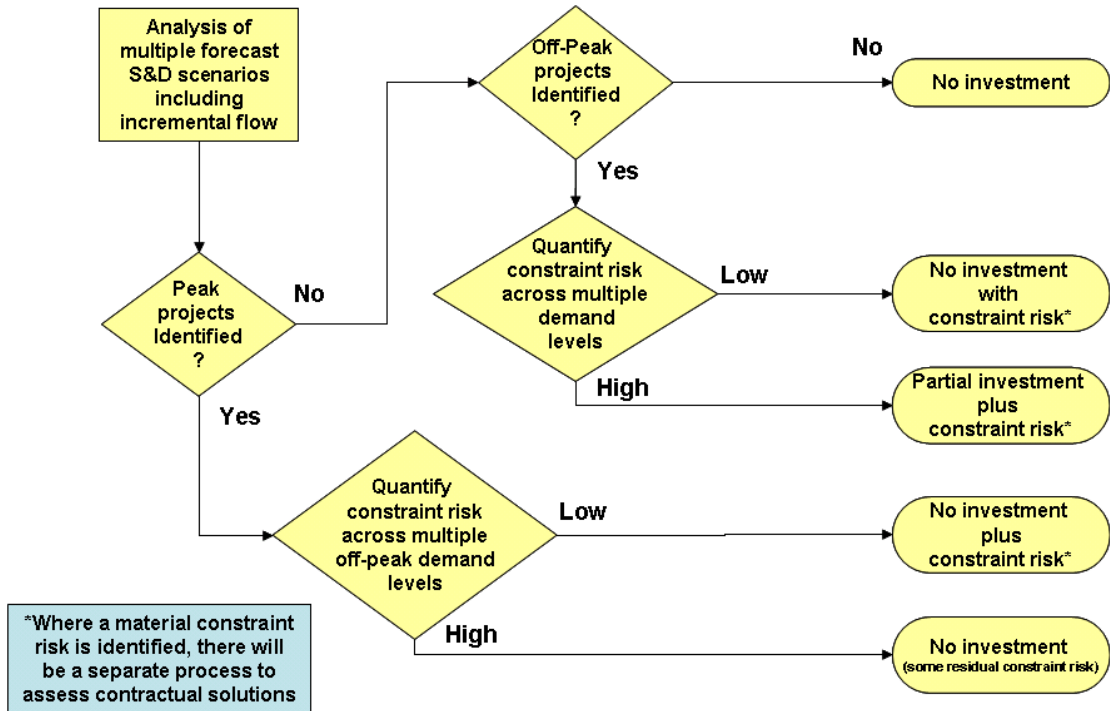 Analysis of
multiple forecast
S&D scenarios
including
incremental flow
Off-Peak
projects
Identified
?
No
No investment
Yes
Peak
projects
Identified
?
No
Quantify
constraint risk
across multiple
demand
levels
Low
No investment
with
constraint risk*
High
Partial investment
plus
constraint risk*
Yes
Quantify
constraint risk
across multiple
off-peak demand
levels
Low
No investment
plus
constraint risk*
High
No investment
(some residual constraint risk)
*Where a material constraint
risk is identified, there will
be a separate process to
assess contractual solutions